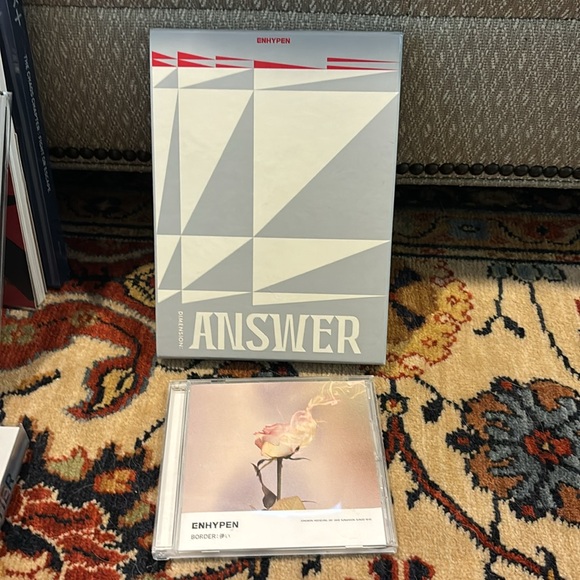 ENHYPEN
DIMENSION
ANSWER
ENHYPEN
BORDER : 儚い